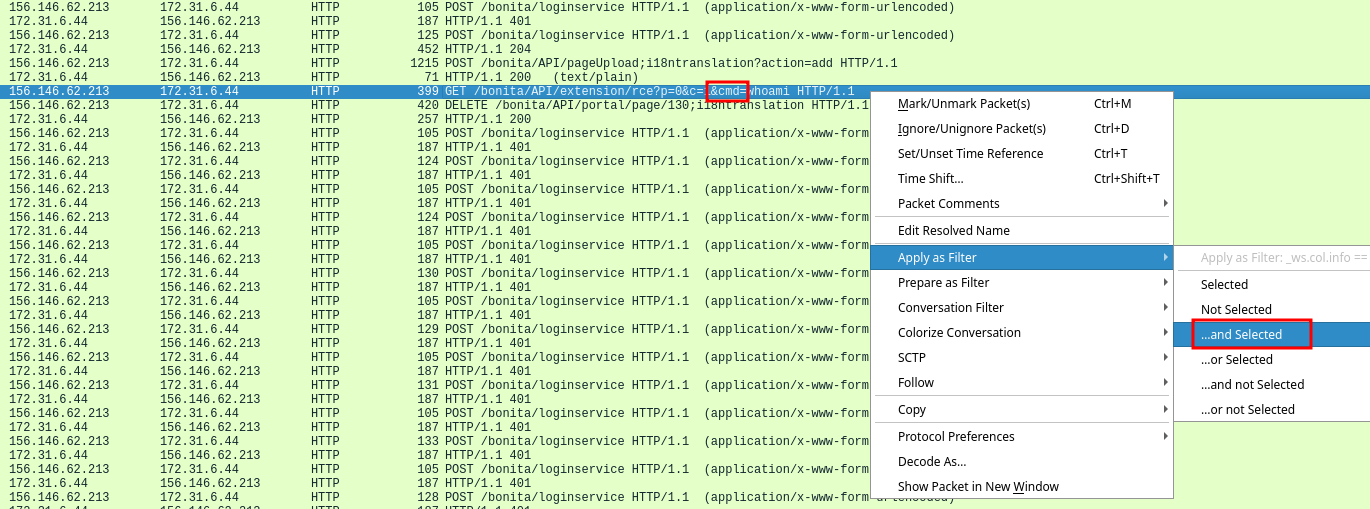 156.146.62.213 172.31.6.44 HTTP 105 POST /bonita/loginservice HTTP/1.1 (application/x-www-form-urlencoded)
172.31.6.44 156.146.62.213 HTTP 187 HTTP/1.1 401
156.146.62.213 172.31.6.44 HTTP 125 POST /bonita/loginservice HTTP/1.1 (application/x-www-form-urlencoded)
172.31.6.44 156.146.62.213 HTTP 452 HTTP/1.1 204
156.146.62.213 172.31.6.44 HTTP 1215 POST /bonita/API/pageUpload;i18ntranslation?action=add HTTP/1.1
172.31.6.44 156.146.62.213 HTTP 71 HTTP/1.1 200 (text/plain)
156.146.62.213 172.31.6.44 HTTP 399 GET /bonita/API/extension/rce?p=0&c=1&cmd=whoami HTTP/1.1
156.146.62.213 172.31.6.44 HTTP 420 DELETE /bonita/API/portal/page/130;i18ntranslation HTTP/1.1
172.31.6.44 156.146.62.213 HTTP 257 HTTP/1.1 200
156.146.62.213 172.31.6.44 HTTP 105 POST /bonita/loginservice HTTP/1.1 (application/x-www-form
172.31.6.44 156.146.62.213 HTTP 187 HTTP/1.1 401
156.146.62.213 172.31.6.44 HTTP 124 POST /bonita/loginservice HTTP/1.1 (application/x-www-form
172.31.6.44 156.146.62.213 HTTP 187 HTTP/1.1 401
156.146.62.213 172.31.6.44 HTTP 105 POST /bonita/loginservice HTTP/1.1 (application/x-www-form
172.31.6.44 156.146.62.213 HTTP 187 HTTP/1.1 401
156.146.62.213 172.31.6.44 HTTP 124 POST /bonita/loginservice HTTP/1.1 (application/x-www-form
172.31.6.44 156.146.62.213 HTTP 187 HTTP/1.1 401
156.146.62.213 172.31.6.44 HTTP 105 POST /bonita/loginservice HTTP/1.1 (application/x-www-form
172.31.6.44 156.146.62.213 HTTP 187 HTTP/1.1 401
156.146.62.213 172.31.6.44 HTTP 130 POST /bonita/loginservice HTTP/1.1 (application/x-www-form
172.31.6.44 156.146.62.213 HTTP 187 HTTP/1.1 401
156.146.62.213 172.31.6.44 HTTP 105 POST /bonita/loginservice HTTP/1.1 (application/x-www-form
172.31.6.44 156.146.62.213 HTTP 187 HTTP/1.1 401
156.146.62.213 172.31.6.44 HTTP 129 POST /bonita/loginservice HTTP/1.1 (application/x-www-form
172.31.6.44 156.146.62.213 HTTP 187 HTTP/1.1 401
156.146.62.213 172.31.6.44 HTTP 105 POST /bonita/loginservice HTTP/1.1 (application/x-www-form
172.31.6.44 156.146.62.213 HTTP 187 HTTP/1.1 401
156.146.62.213 172.31.6.44 HTTP 131 POST /bonita/loginservice HTTP/1.1 (application/x-www-form
172.31.6.44 156.146.62.213 HTTP 187 HTTP/1.1 401
156.146.62.213 172.31.6.44 HTTP 105 POST /bonita/loginservice HTTP/1.1 (application/x-www-form
172.31.6.44 156.146.62.213 HTTP 187 HTTP/1.1 401
156.146.62.213 172.31.6.44 HTTP 133 POST /bonita/loginservice HTTP/1.1 (application/x-www-form
172.31.6.44 156.146.62.213 HTTP 187 HTTP/1.1 401
156.146.62.213 172.31.6.44 HTTP 105 POST /bonita/loginservice HTTP/1.1 (application/x-www-form
172.31.6.44 156.146.62.213 HTTP 187 HTTP/1.1 401
156.146.62.213 172.31.6.44 HTTP 128 POST /bonita/loginservice HTTP/1.1 (application/x-www-form-urlencoded)
172.31.6.44 156.146.62.213 HTTP 187 HTTP/1.1 401
Mark/Unmark Packet(s) Ctrl+M
Ignore/Unignore Packet(s) Ctrl+D
Set/Unset Time Reference Ctrl+T
Time Shift... Ctrl+Shift+T
Packet Comments
Edit Resolved Name
Apply as Filter
Prepare as Filter
Conversation Filter
Colorize Conversation
SCTP
Follow
Copy
Protocol Preferences
Decode As...
Show Packet in New Window
Apply as Filter: _ws.col.info ==
Selected
Not Selected
...and Selected
...or Selected
...and not Selected
...or not Selected